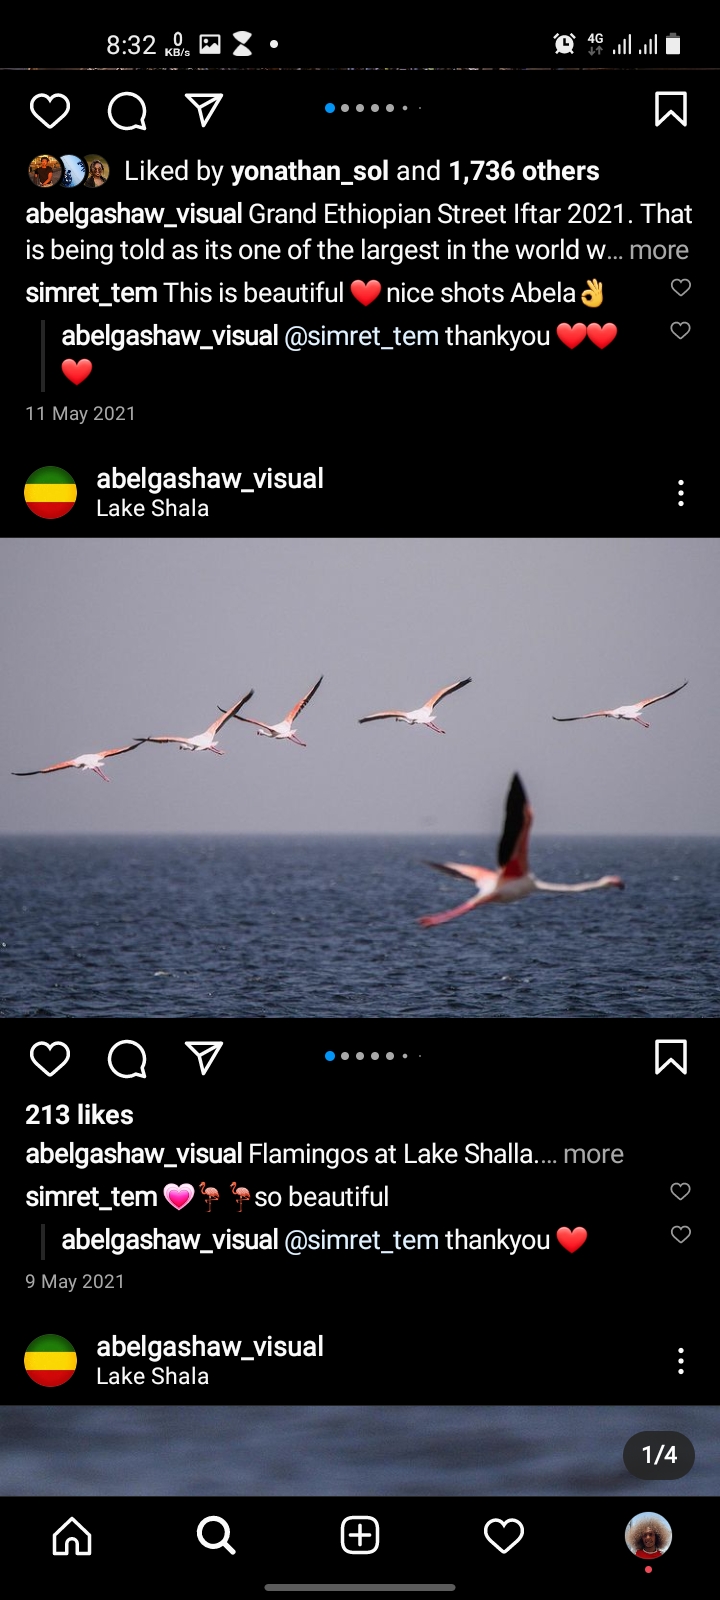 8:32 0 KB/s 4G
Liked by yonathan_sol and 1,736 others
abelgashaw_visual Grand Ethiopian Street Iftar 2021. That
is being told as its one of the largest in the world w... more
simret_tem This is beautiful ❤️ nice shots Abela👌
abelgashaw_visual @simret_tem thankyou ❤️❤️
❤️
11 May 2021
abelgashaw_visual
Lake Shala
213 likes
abelgashaw_visual Flamingos at Lake Shalla.... more
simret_tem 💗🦩🦩so beautiful
abelgashaw_visual @simret_tem thankyou ❤️
9 May 2021
abelgashaw_visual
Lake Shala
1/4